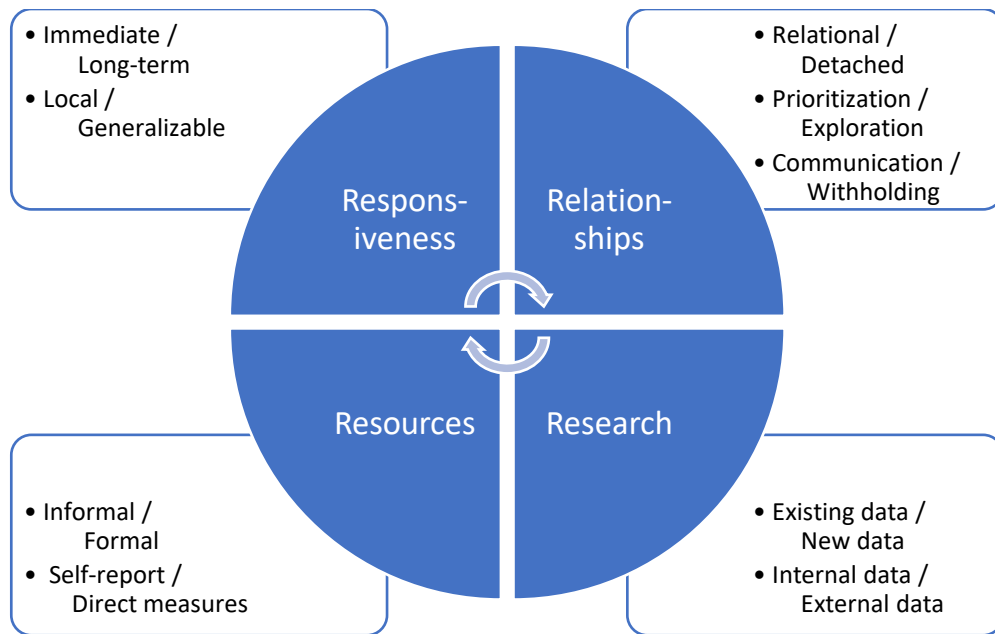 • Immediate /
Long-term
• Local /
Generalizable
• Relational /
Detached
• Prioritization /
Exploration
• Communication /
Withholding
Respons-
iveness
Relation-
ships
Resources
Research
• Informal /
Formal
• Self-report /
Direct measures
• Existing data /
New data
• Internal data /
External data